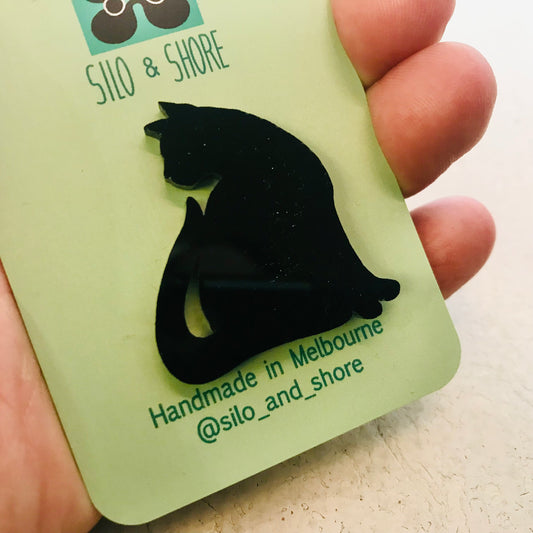 SILO & SHORE
Handmade in Melbourne
@silo_and_shore